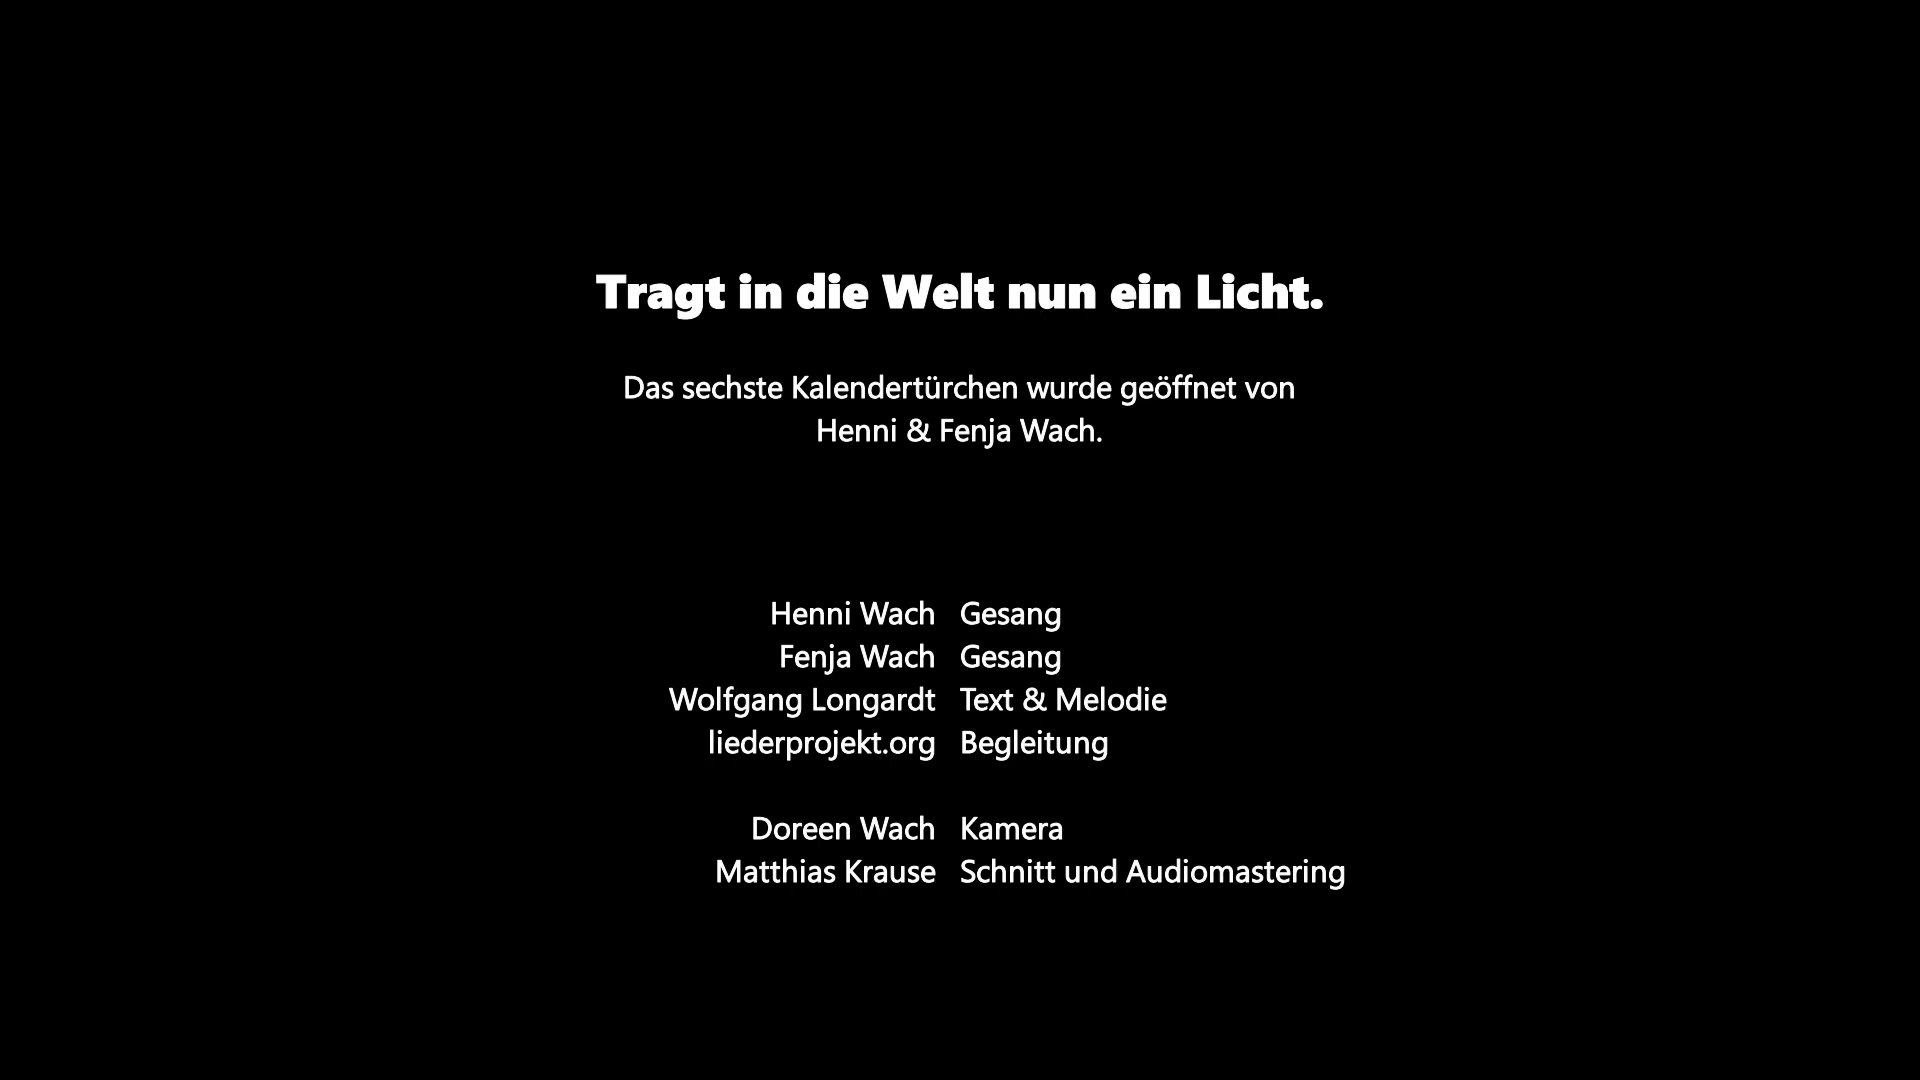 Tragt in die Welt nun ein Licht.
Das sechste Kalendertürchen wurde geöffnet von
Henni & Fenja Wach.
Henni Wach Gesang
Fenja Wach Gesang
Wolfgang Longardt Text & Melodie
liederprojekt.org Begleitung
Doreen Wach Kamera
Matthias Krause Schnitt und Audiomastering